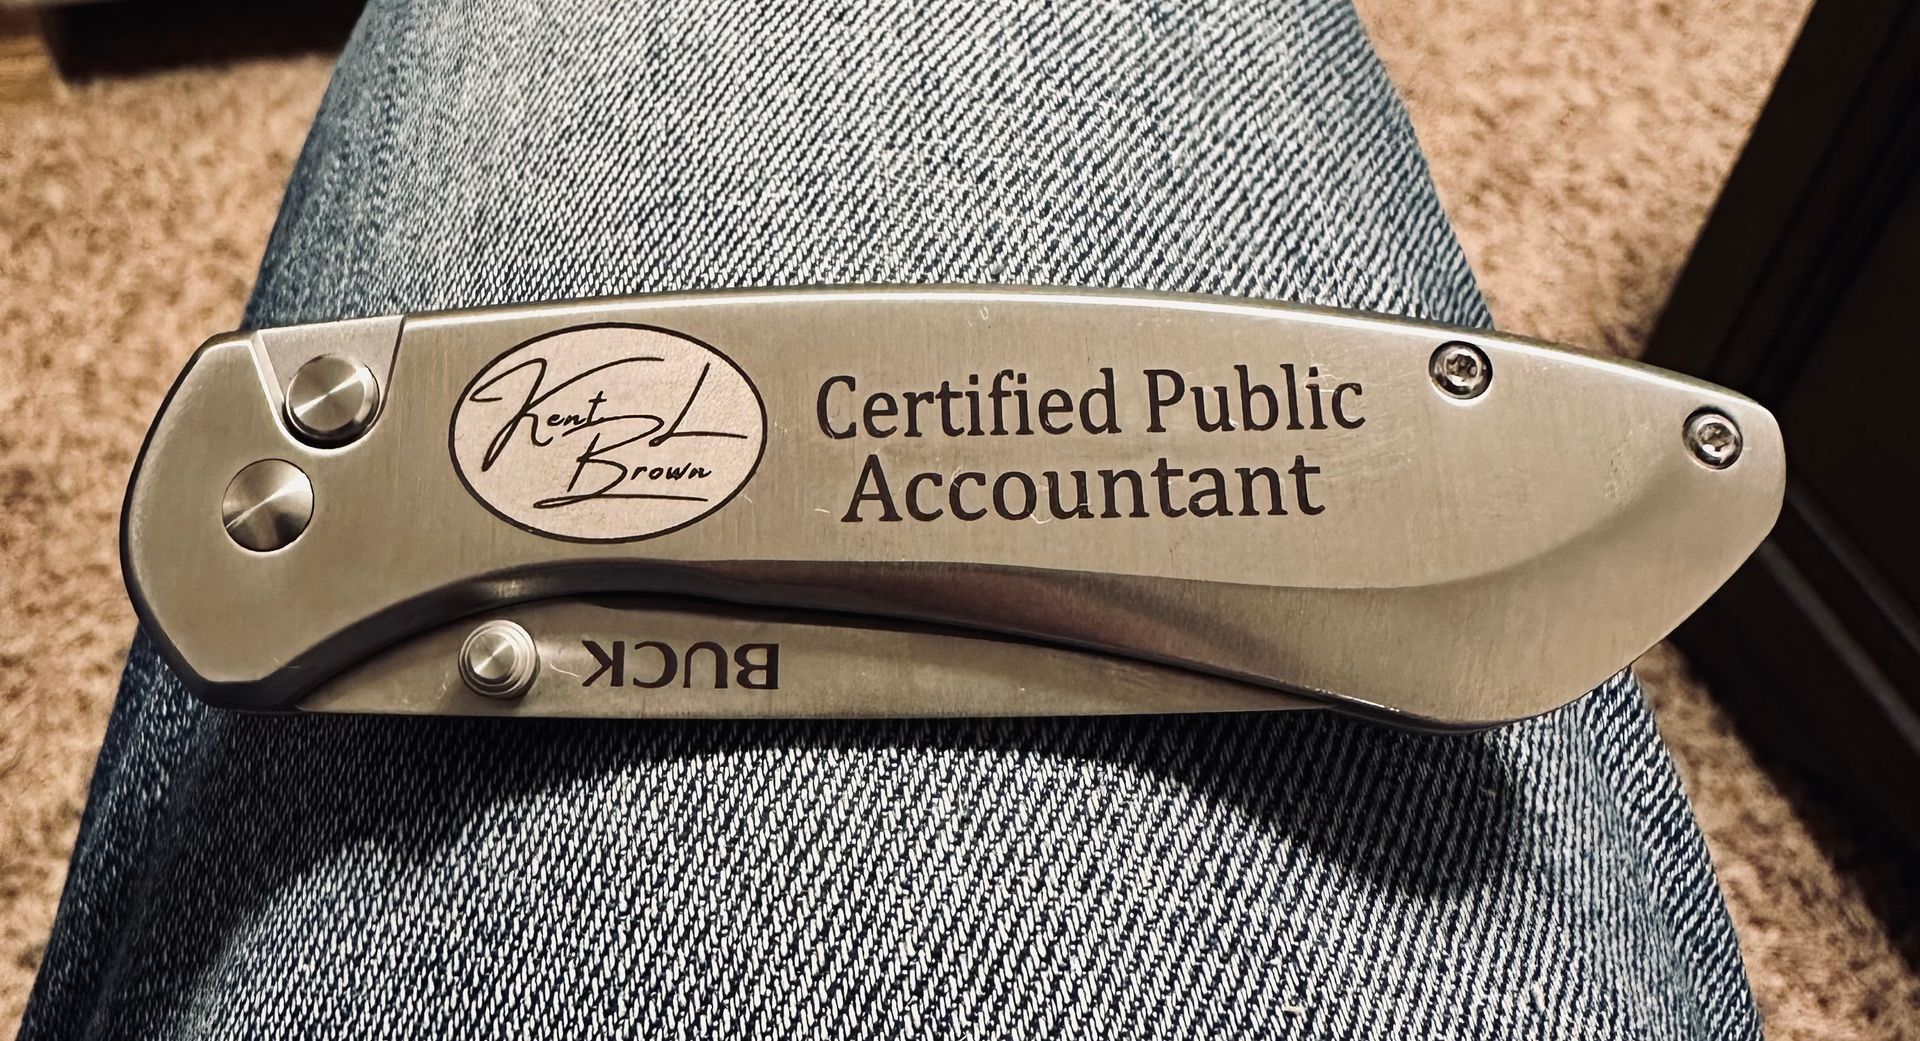 Kent L
Brown
Certified Public
Accountant
BUCK